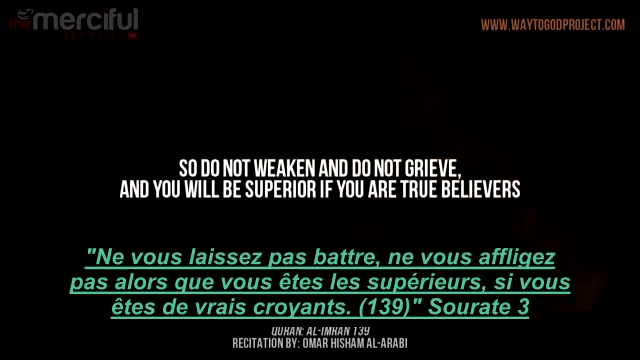 the merciful
WWW.WAYTOGODPROJECT.COM
SO DO NOT WEAKEN AND DO NOT GRIEVE,
AND YOU WILL BE SUPERIOR IF YOU ARE TRUE BELIEVERS
"Ne vous laissez pas battre, ne vous affligez
pas alors que vous êtes les supérieurs, si vous
êtes de vrais croyants. (139)" Sourate 3
QURAN: AL-IMRAN 139
RECITATION BY: OMAR HISHAM AL-ARABI